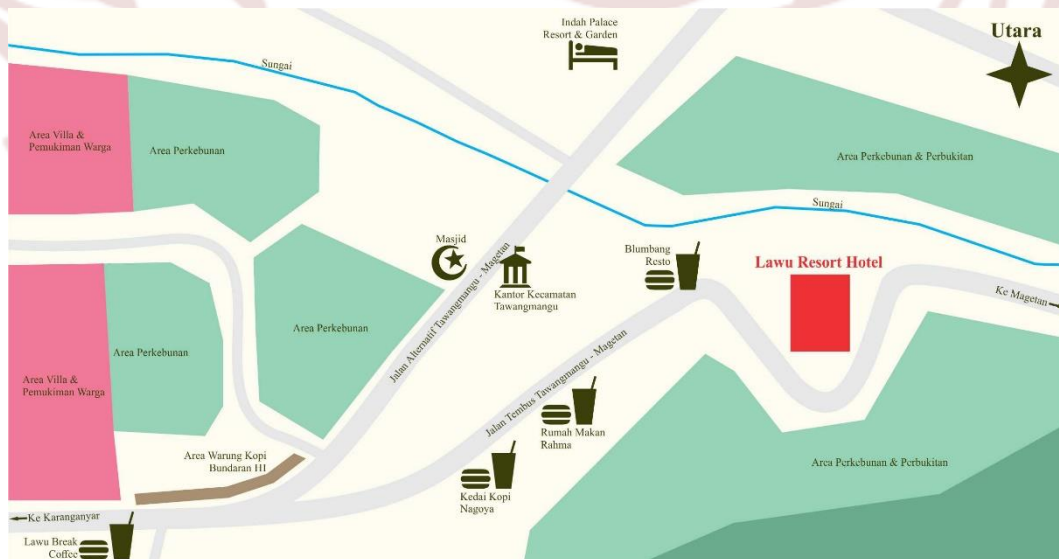 Indah Palace
Resort & Garden
Utara
Sungai
Area Villa &
Pemukiman Warga
Area Perkebunan
Area Perkebunan & Perbukitan
Sungai
Masjid
Kantor Kecamatan
Tawangmangu
Blumbang
Resto
Lawu Resort Hotel
Ke Magetan
Jalan Alternatif Tawangmangu - Magetan
Area Perkebunan
Area Perkebunan
Area Villa &
Pemukiman Warga
Jalan Tembus Tawangmangu - Magetan
Rumah Makan
Rahma
Area Warung Kopi
Bundaran HI
Area Perkebunan & Perbukitan
Kedai Kopi
Nagoya
Ke Karanganyar
Lawu Break
Coffee